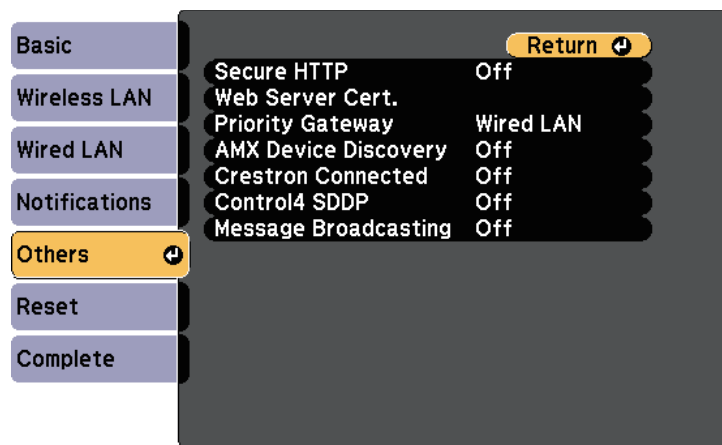 Basic
Wireless LAN
Wired LAN
Notifications
Others
Reset
Complete
Return
Secure HTTP Off
Web Server Cert.
Priority Gateway Wired LAN
AMX Device Discovery Off
Crestron Connected Off
Control4 SDDP Off
Message Broadcasting Off